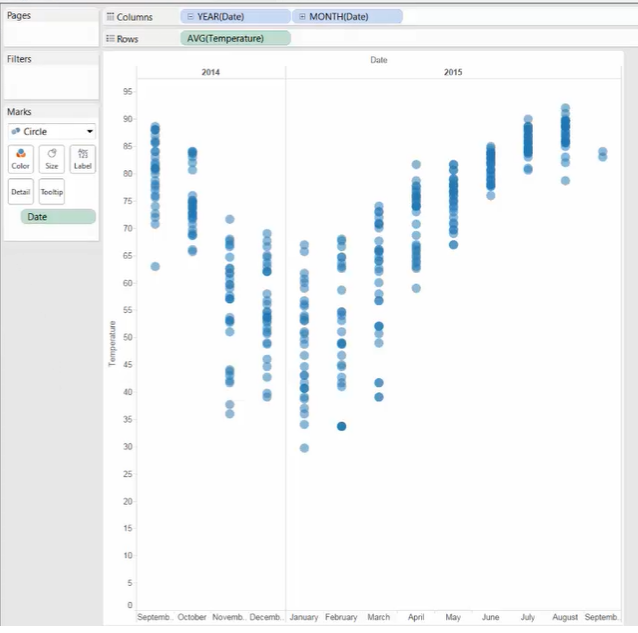 Pages
Columns
YEAR(Date)
MONTH(Date)
Rows
AVG(Temperature)
Filters
Marks
Circle
Color
Size
Label
Detail
Tooltip
Date
Date
2014
2015
95
90
85
80
75
70
65
60
55
50
45
40
35
30
25
20
15
10
5
0
Temperature
Septemb.. October Novemb.. Decemb.. January February March April May June July August Septemb..